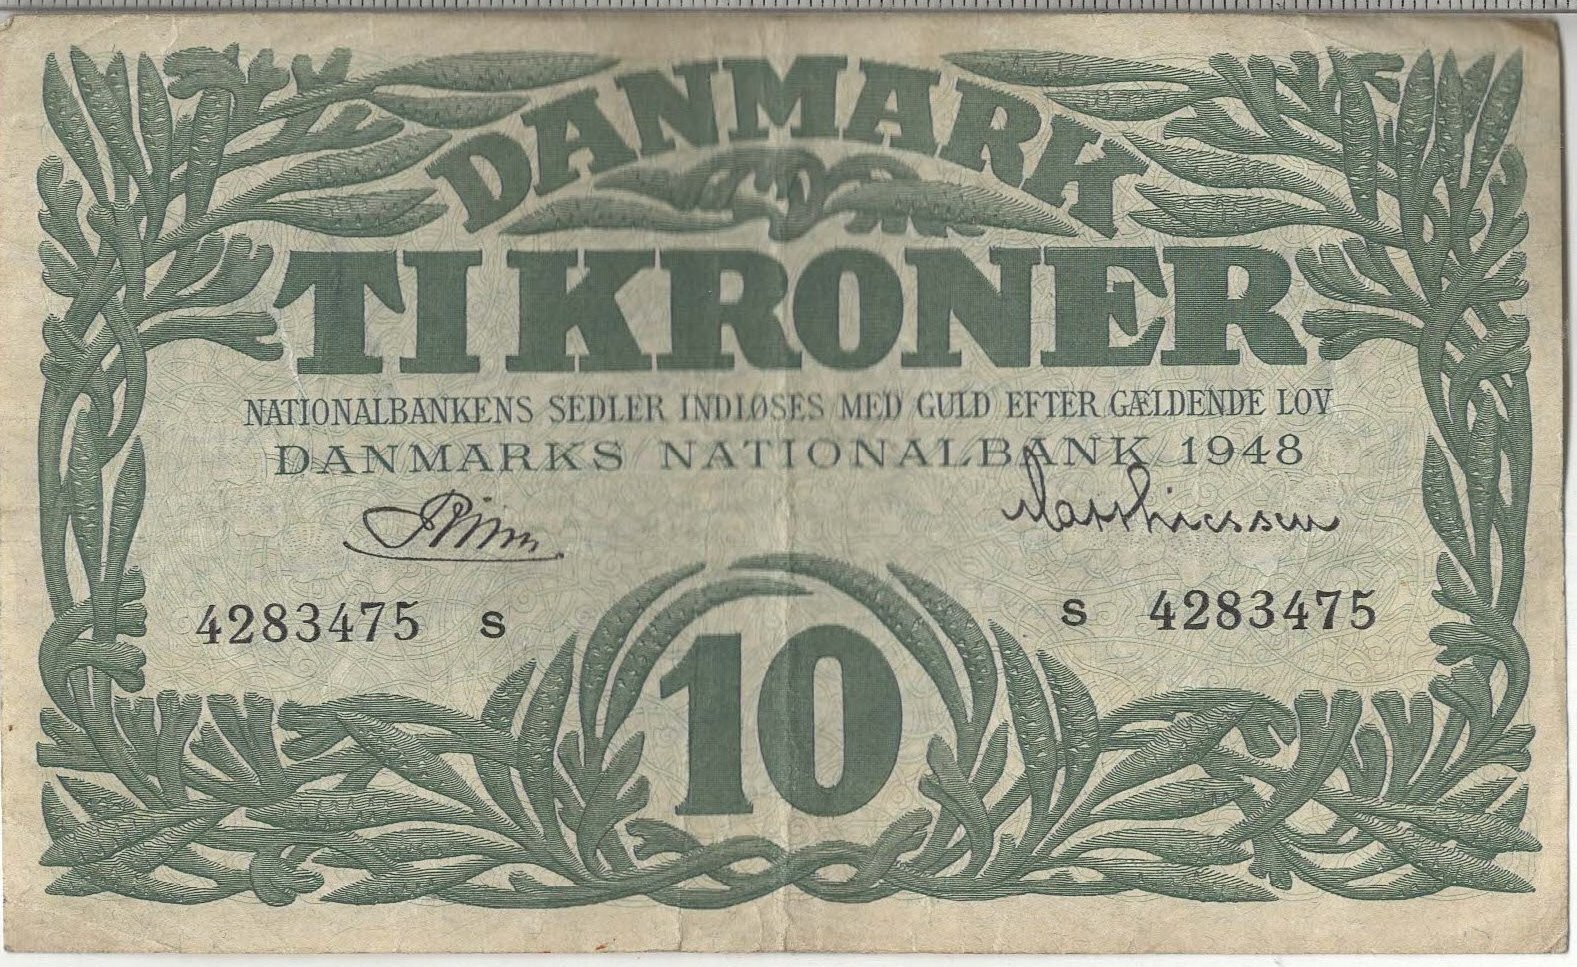 DANMARK
TI KRONER
NATIONALBANKENS SEDLER INDLØSES MED GULD EFTER GÆLDENDE LOV
DANMARKS NATIONALBANK 1948
4283475 S S 4283475
10